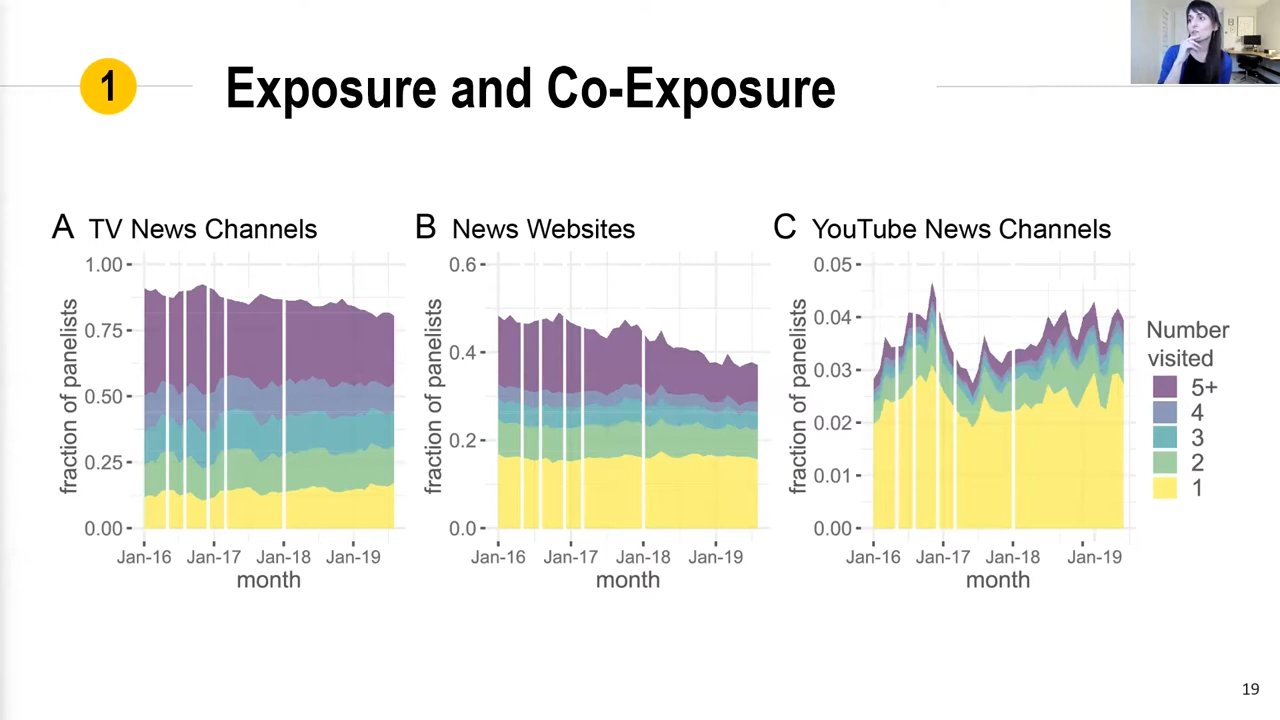 1
Exposure and Co-Exposure
A TV News Channels
1.00
0.75
0.50
0.25
0.00
fraction of panelists
Jan-16 Jan-17 Jan-18 Jan-19
month
B News Websites
0.6
0.4
0.2
0.0
fraction of panelists
Jan-16 Jan-17 Jan-18 Jan-19
month
C YouTube News Channels
0.05
0.04
0.03
0.02
0.01
0.00
fraction of panelists
Jan-16 Jan-17 Jan-18 Jan-19
month
Number
visited
5+
4
3
2
1
19